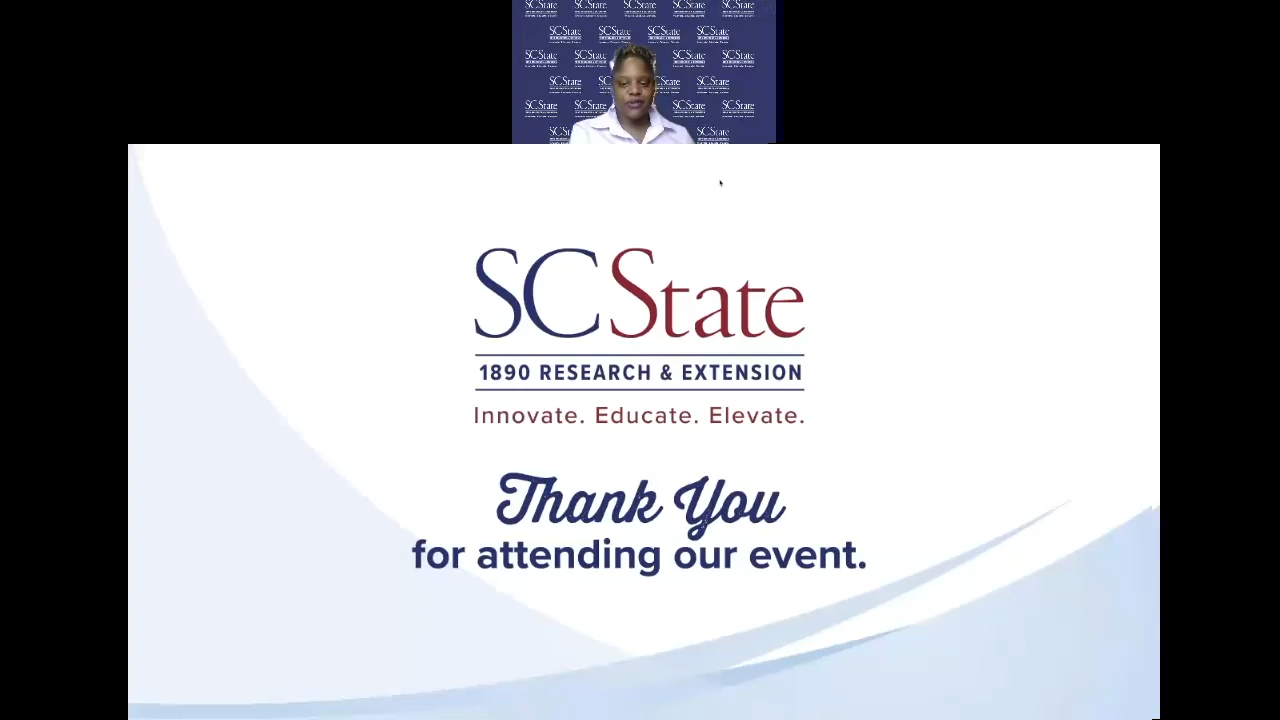 SCState
1890 RESEARCH & EXTENSION
Innovate. Educate. Elevate.
Thank You
for attending our event.